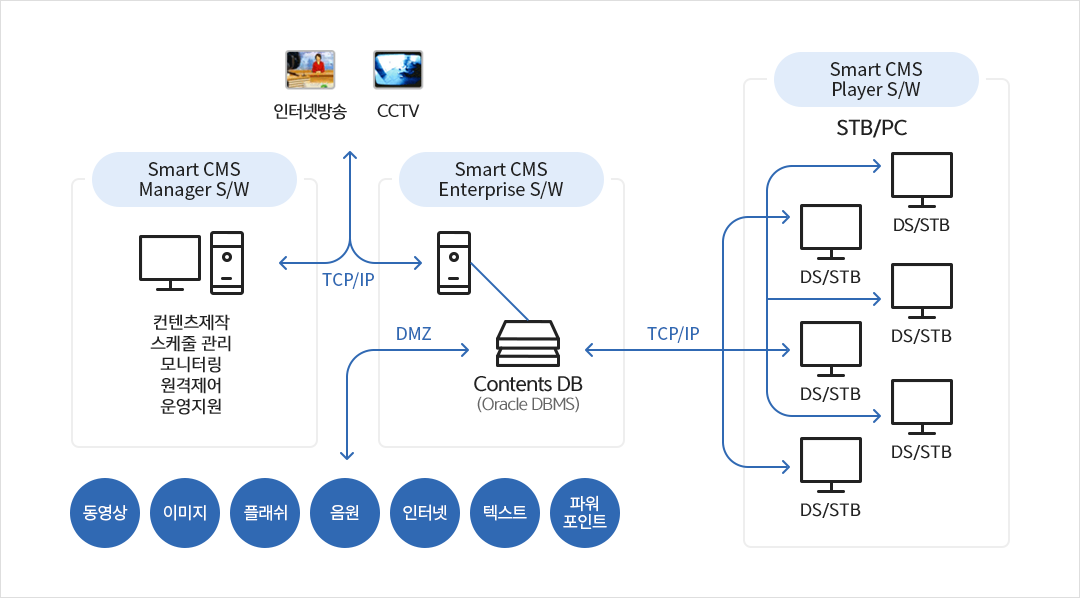 인터넷방송
CCTV
Smart CMS
Manager S/W
Smart CMS
Enterprise S/W
Smart CMS
Player S/W
STB/PC
TCP/IP
컨텐츠제작
스케줄 관리
모니터링
원격제어
운영지원
DMZ
Contents DB
(Oracle DBMS)
TCP/IP
DS/STB
DS/STB
DS/STB
DS/STB
DS/STB
DS/STB
동영상
이미지
플래쉬
음원
인터넷
텍스트
파워
포인트